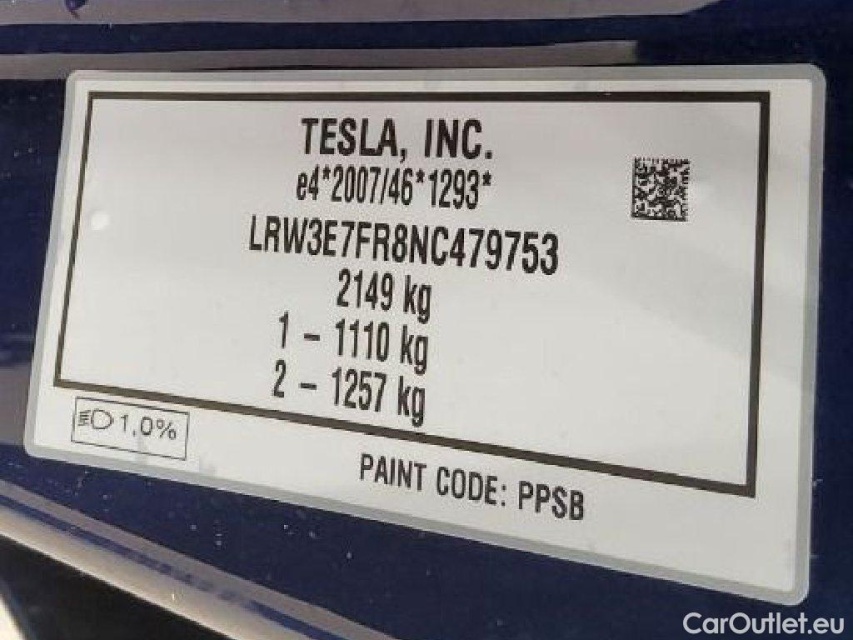 TESLA, INC.
e4*2007/46*1293*
LRW3E7FR8NC479753
2149 kg
1 - 1110 kg
2 - 1257 kg
1,0%
PAINT CODE: PPSB
CarOutlet.eu